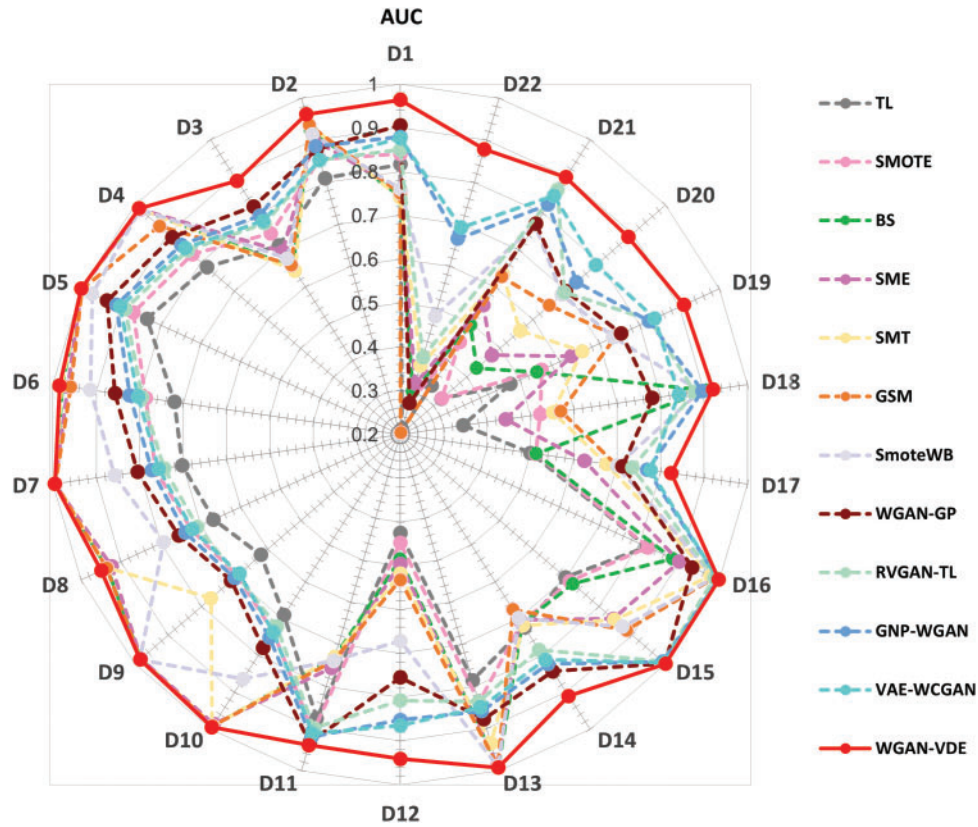 AUC
D1
D2
D22
D3
D21
D4
D20
D5
D19
D6
D18
D7
D17
D8
D16
D9
D15
D10
D14
D11
D13
D12
1
0.9
0.8
0.7
0.6
0.5
0.4
0.3
0.2
TL
SMOTE
BS
SME
SMT
GSM
SmoteWB
WGAN-GP
RVGAN-TL
GNP-WGAN
VAE-WCGAN
WGAN-VDE